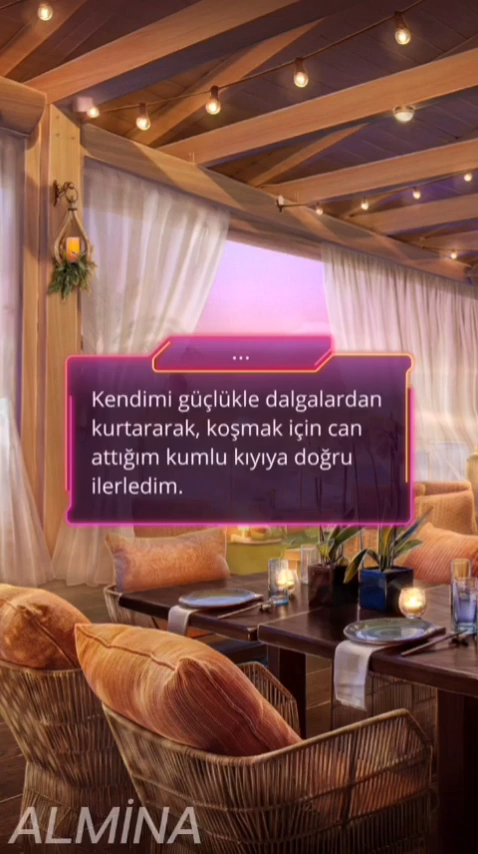 ...
Kendimi güçlükle dalgalardan
kurtararak, koşmak için can
attığım kumlu kıyıya doğru
ilerledim.
ALMİNA